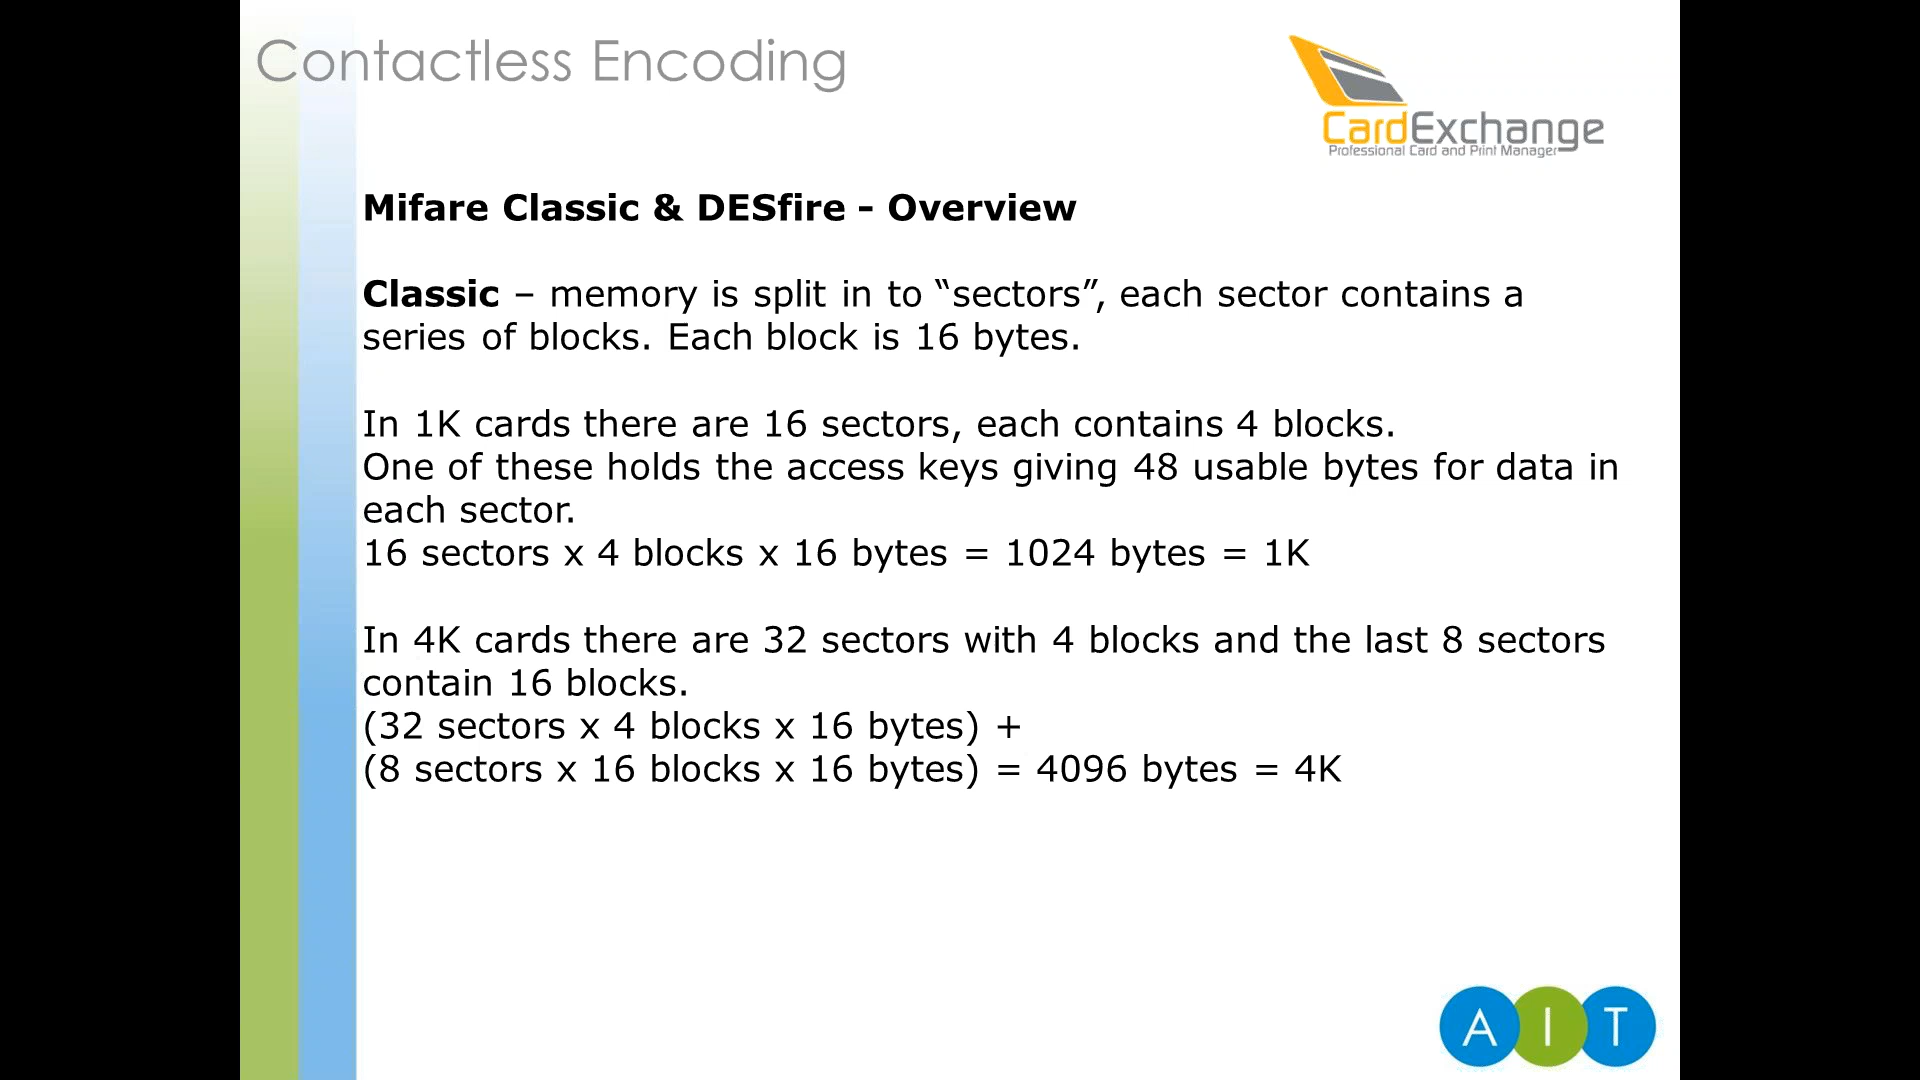 Contactless Encoding
CardExchange
Professional Card and Print Manager
Mifare Classic & DESfire - Overview
Classic – memory is split in to “sectors”, each sector contains a
series of blocks. Each block is 16 bytes.
In 1K cards there are 16 sectors, each contains 4 blocks.
One of these holds the access keys giving 48 usable bytes for data in
each sector.
16 sectors x 4 blocks x 16 bytes = 1024 bytes = 1K
In 4K cards there are 32 sectors with 4 blocks and the last 8 sectors
contain 16 blocks.
(32 sectors x 4 blocks x 16 bytes) +
(8 sectors x 16 blocks x 16 bytes) = 4096 bytes = 4K
AIT